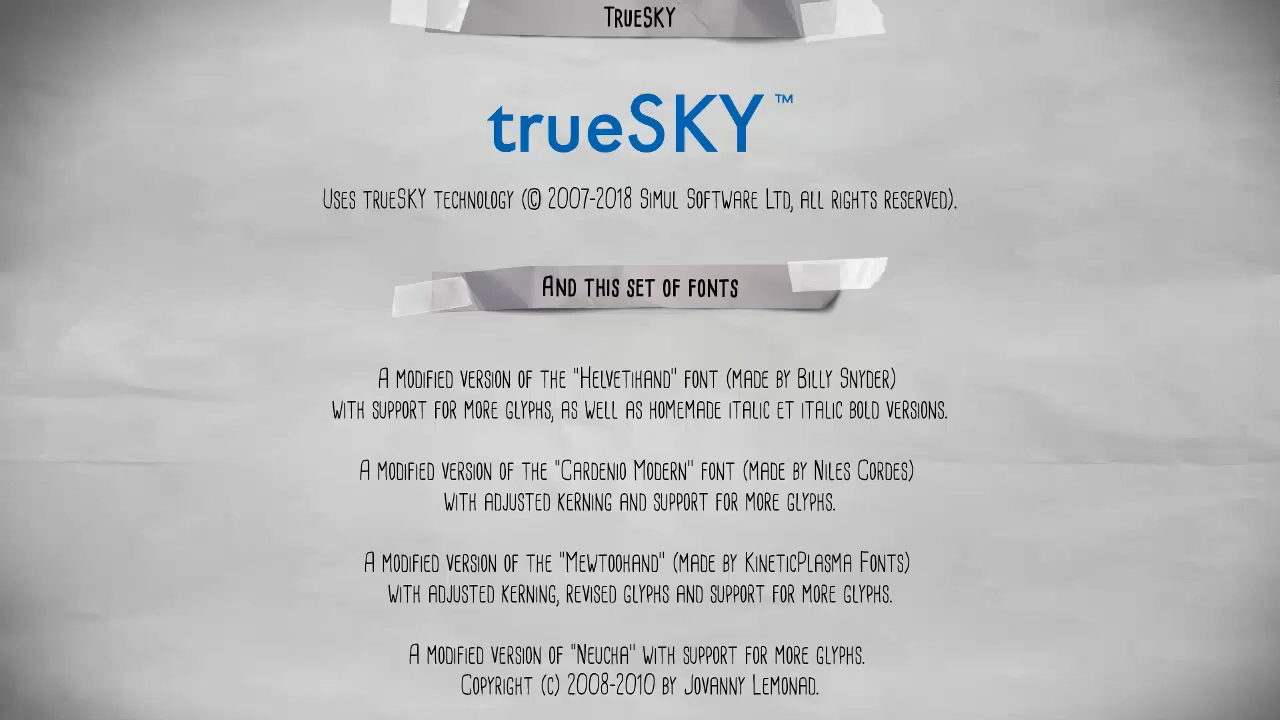 TrueSKY
trueSKY™
Uses trueSKY technology (© 2007-2018 Simul Software Ltd, all rights reserved).
And this set of fonts
A modified version of the "Helvetihand" font (made by Billy Snyder)
with support for more glyphs, as well as homemade italic et italic bold versions.
A modified version of the "Cardenio Modern" font (made by Niles Cordes)
with adjusted kerning and support for more glyphs.
A modified version of the "Mewtoohand" (made by KineticPlasma Fonts)
with adjusted kerning, revised glyphs and support for more glyphs.
A modified version of "Neucha" with support for more glyphs.
Copyright (c) 2008-2010 by Jovanny Lemonad.